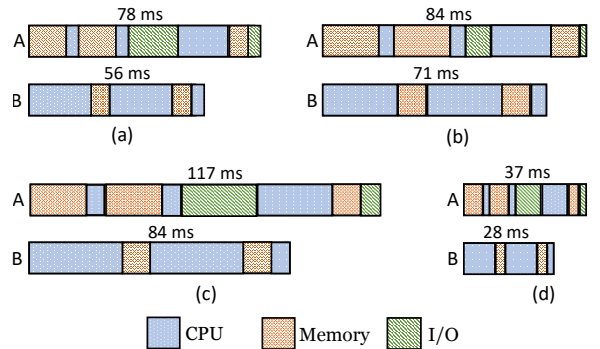 78 ms
A
56 ms
B
(a)
84 ms
A
71 ms
B
(b)
117 ms
A
84 ms
B
(c)
37 ms
A
28 ms
B
(d)
CPU Memory I/O